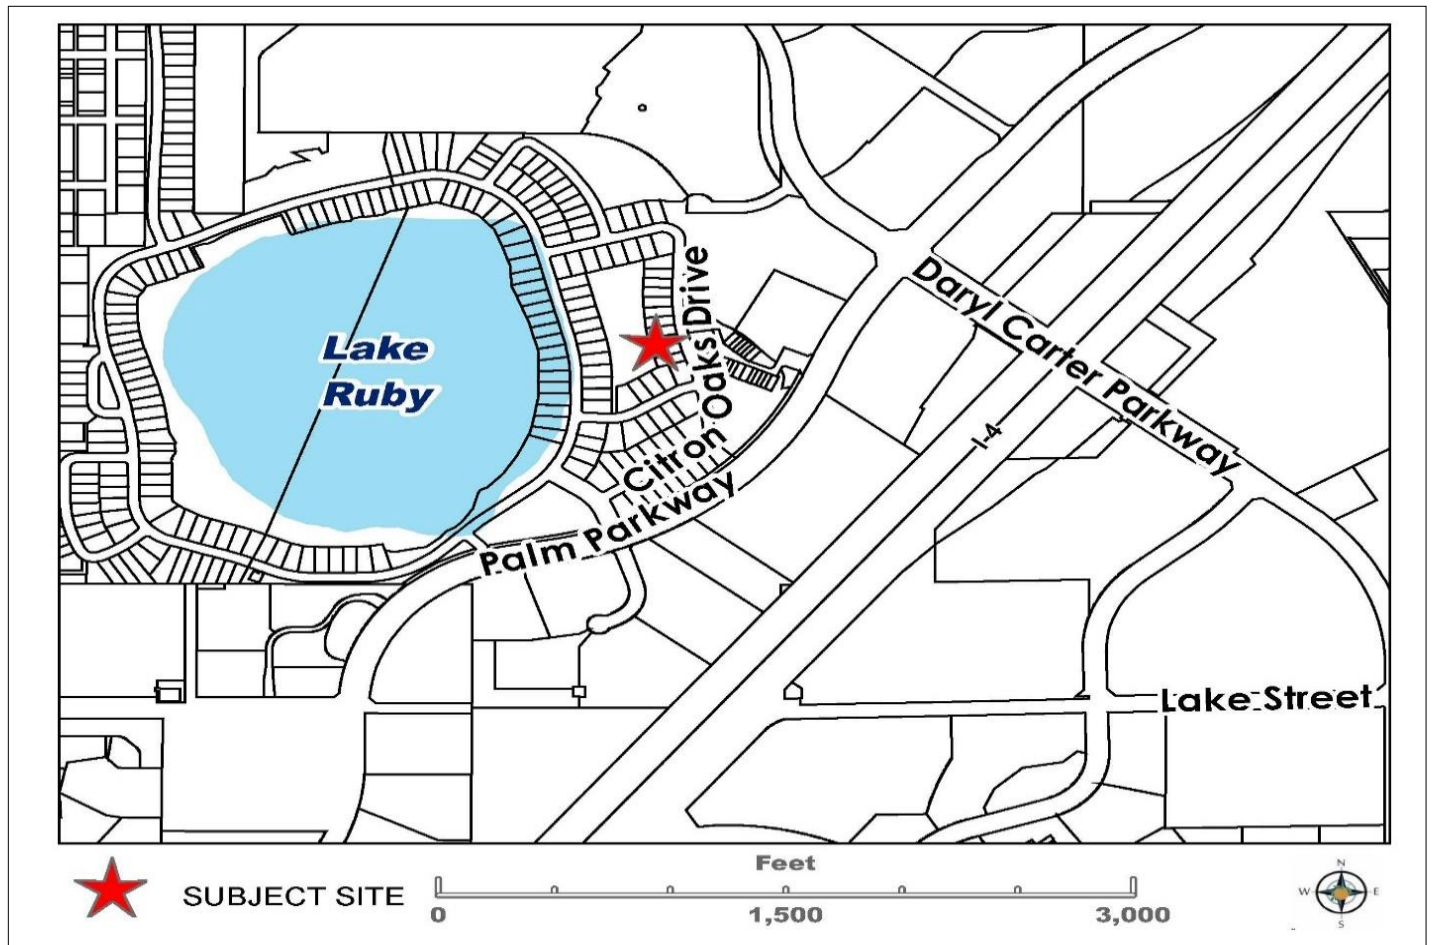 Lake
Ruby
Citron Oaks Drive
Daryl Carter Parkway
Palm Parkway
I-4
Lake Street
SUBJECT SITE
Feet
0 1,500 3,000
N
W E
S